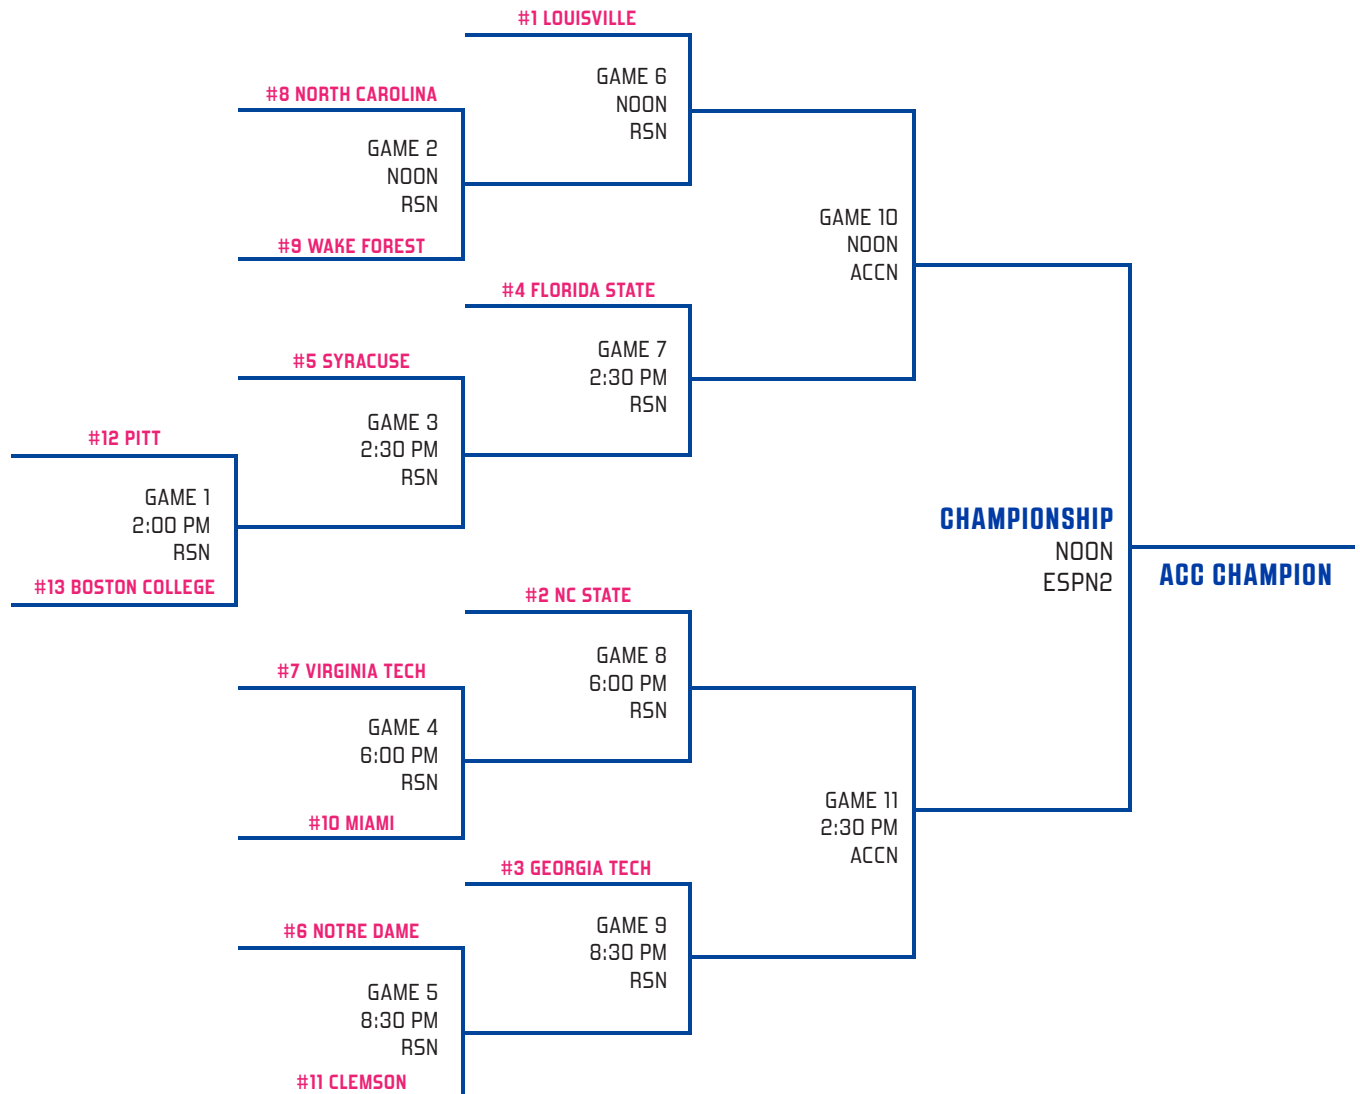 #1 LOUISVILLE
GAME 6
NOON
RSN
#8 NORTH CAROLINA
GAME 2
NOON
RSN
#9 WAKE FOREST
GAME 10
NOON
ACCN
#4 FLORIDA STATE
GAME 7
2:30 PM
RSN
#5 SYRACUSE
GAME 3
2:30 PM
RSN
#12 PITT
GAME 1
2:00 PM
RSN
#13 BOSTON COLLEGE
CHAMPIONSHIP
NOON
ESPN2
ACC CHAMPION
#2 NC STATE
GAME 8
6:00 PM
RSN
#7 VIRGINIA TECH
GAME 4
6:00 PM
RSN
#10 MIAMI
GAME 11
2:30 PM
ACCN
#3 GEORGIA TECH
GAME 9
8:30 PM
RSN
#6 NOTRE DAME
GAME 5
8:30 PM
RSN
#11 CLEMSON